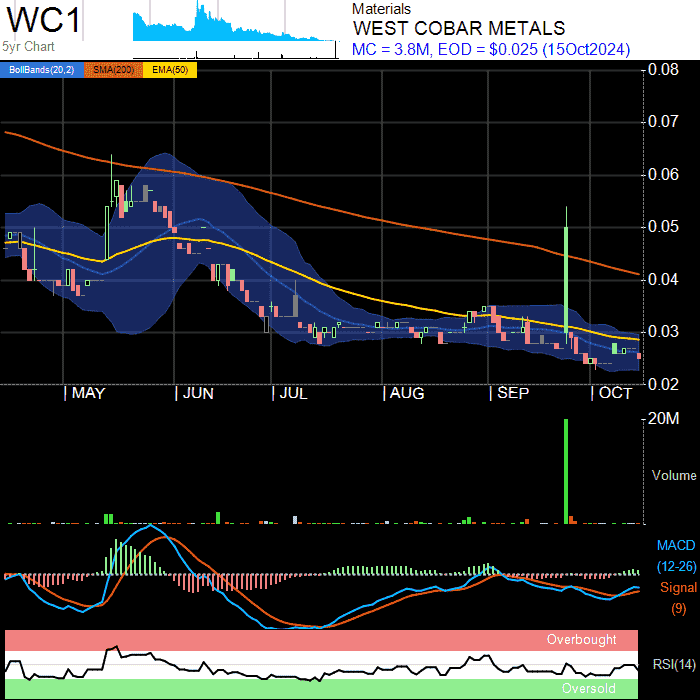 WC1
5yr Chart
Materials
WEST COBAR METALS
MC = 3.8M, EOD = $0.025 (15Oct2024)
BollBands(20,2) SMA(200) EMA(50)
0.08
0.07
0.06
0.05
0.04
0.03
0.02
MAY JUN JUL AUG SEP OCT
20M
Volume
MACD
(12-26)
Signal
(9)
Overbought
RSI(14)
Oversold